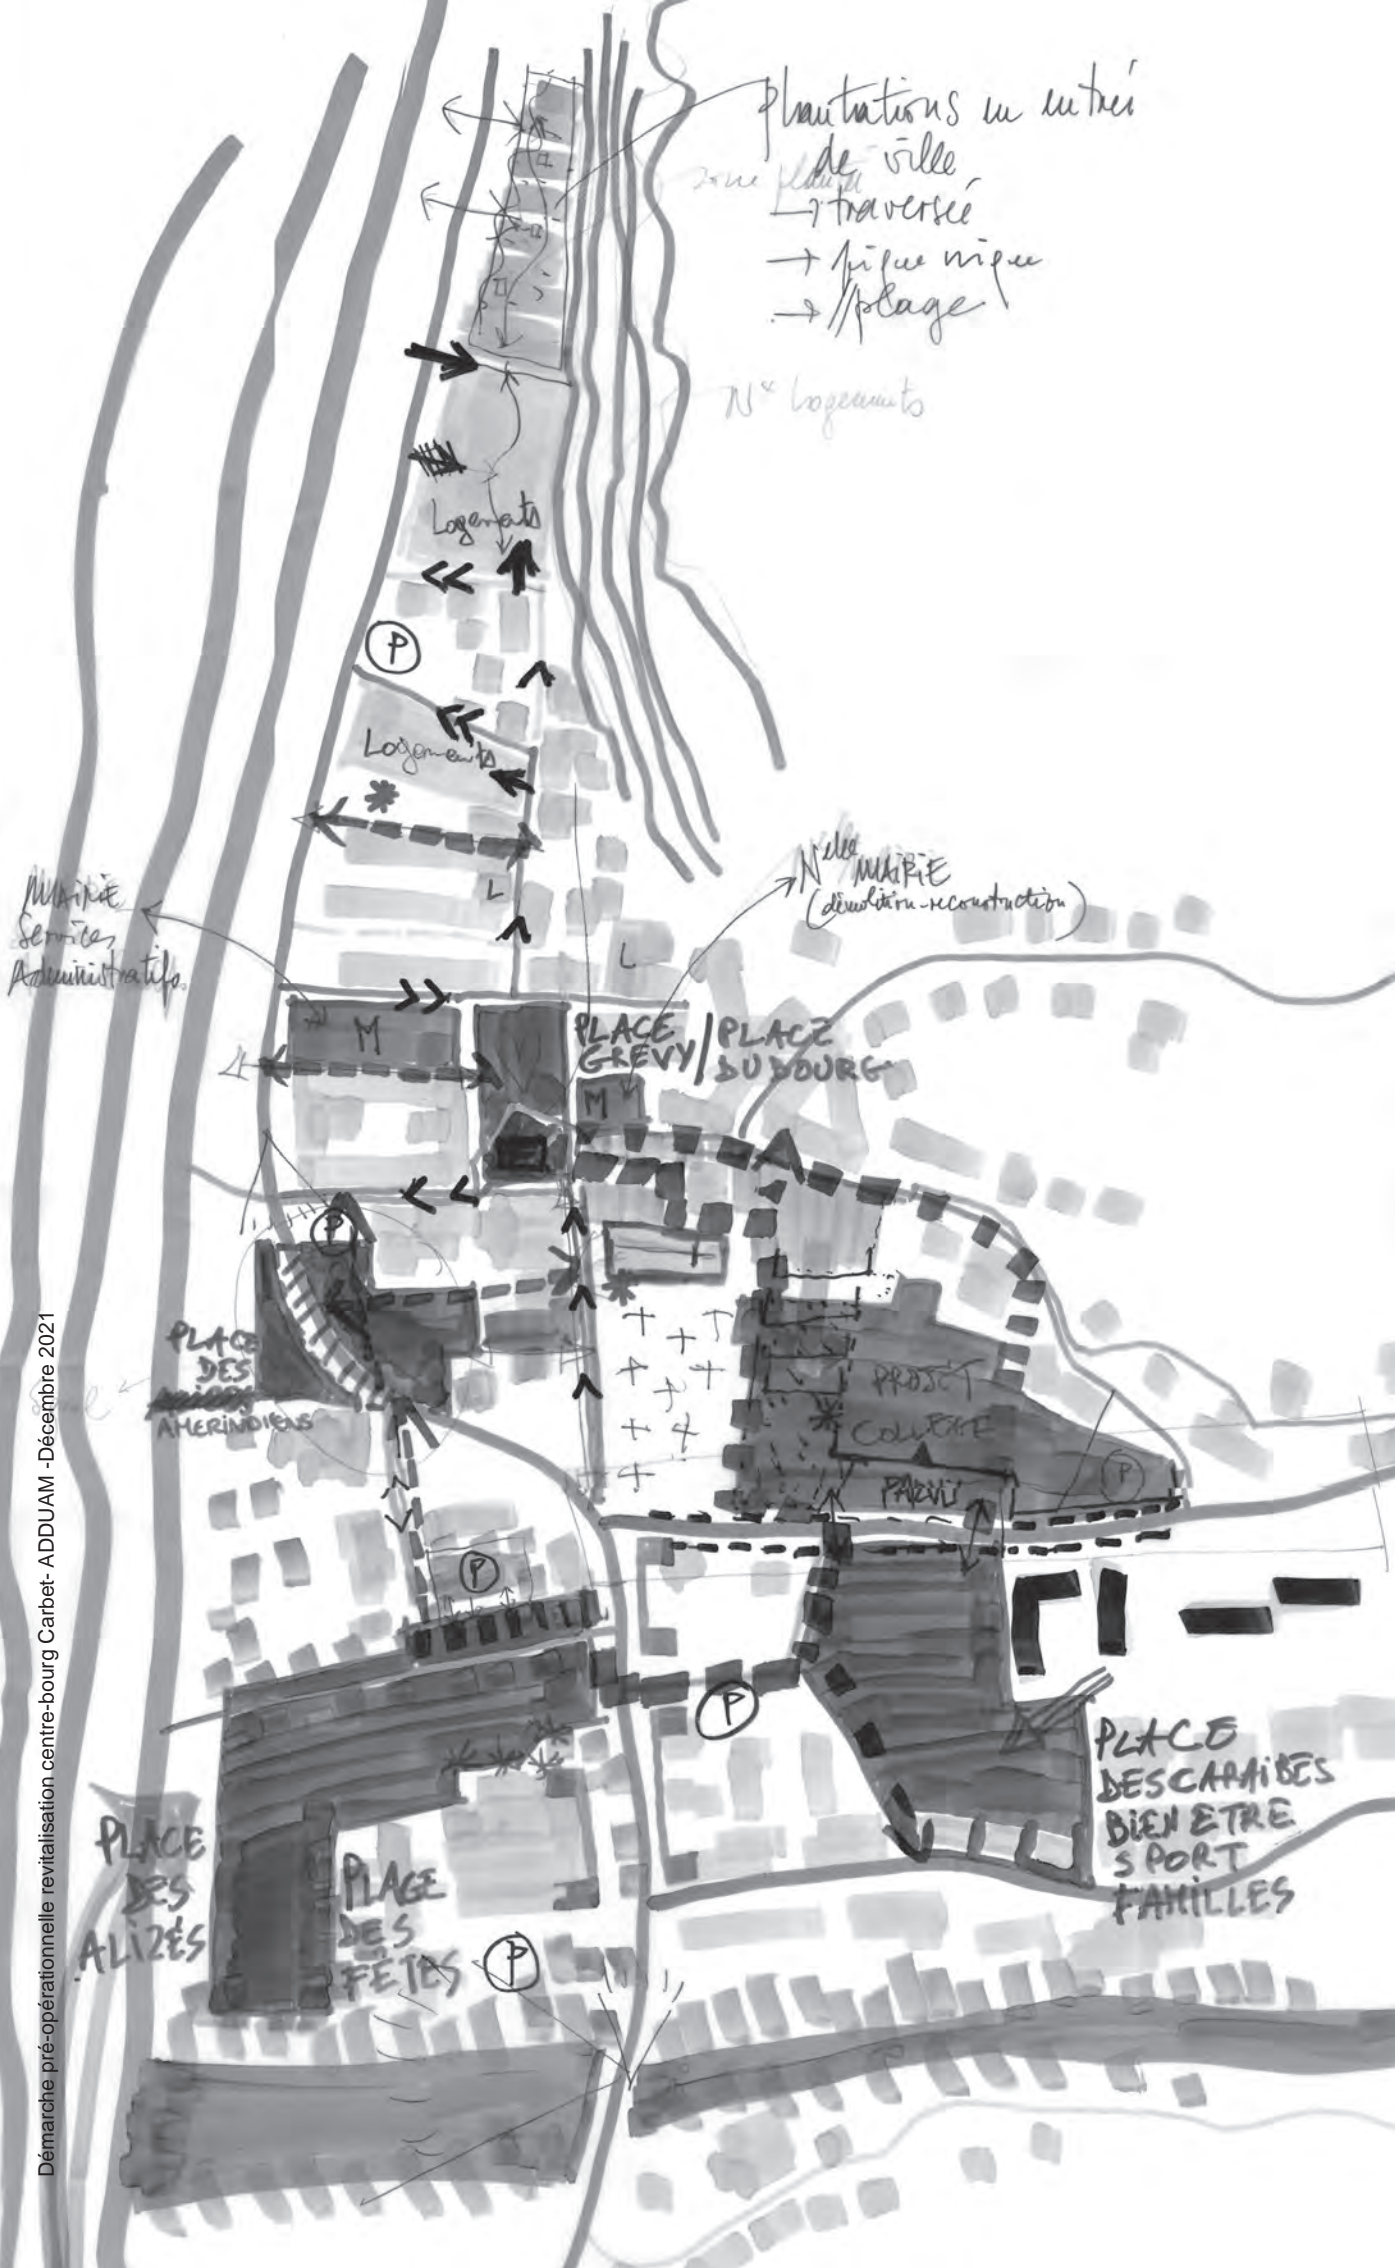 Plantations en entrée
de ville
→ traversée
→ pique nique
→ //plage
zone plantée
Nx Logements
Logements
P
Logements
L
L
MAIRIE
Services
Administratifs
Nelle MAIRIE
(démolition-reconstruction)
M
PLACE
GREVY/
PLACE
DU BOURG
M
P
PLACE
DES
AMERINDIENS
PROJET
COLLEGE
PARVIS
P
P
P
PLACE
DES CARAIBES
BIEN ETRE
SPORT
FAMILLES
PLACE
DES
ALIZÉS
PLAGE
DES
FÊTES
P
Démarche pré-opérationnelle revitalisation centre-bourg Carbet- ADDUAM -Décembre 2021